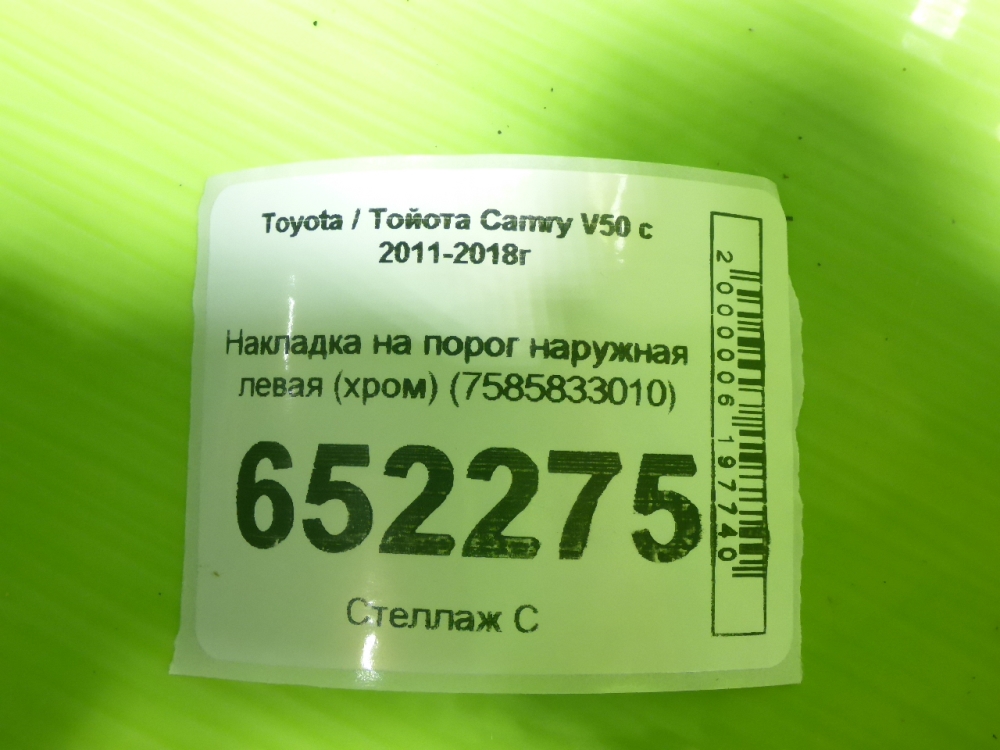 Toyota / Тойота Camry V50 с
2011-2018г
Накладка на порог наружная
левая (хром) (7585833010)
652275
Стеллаж С
2000006197740